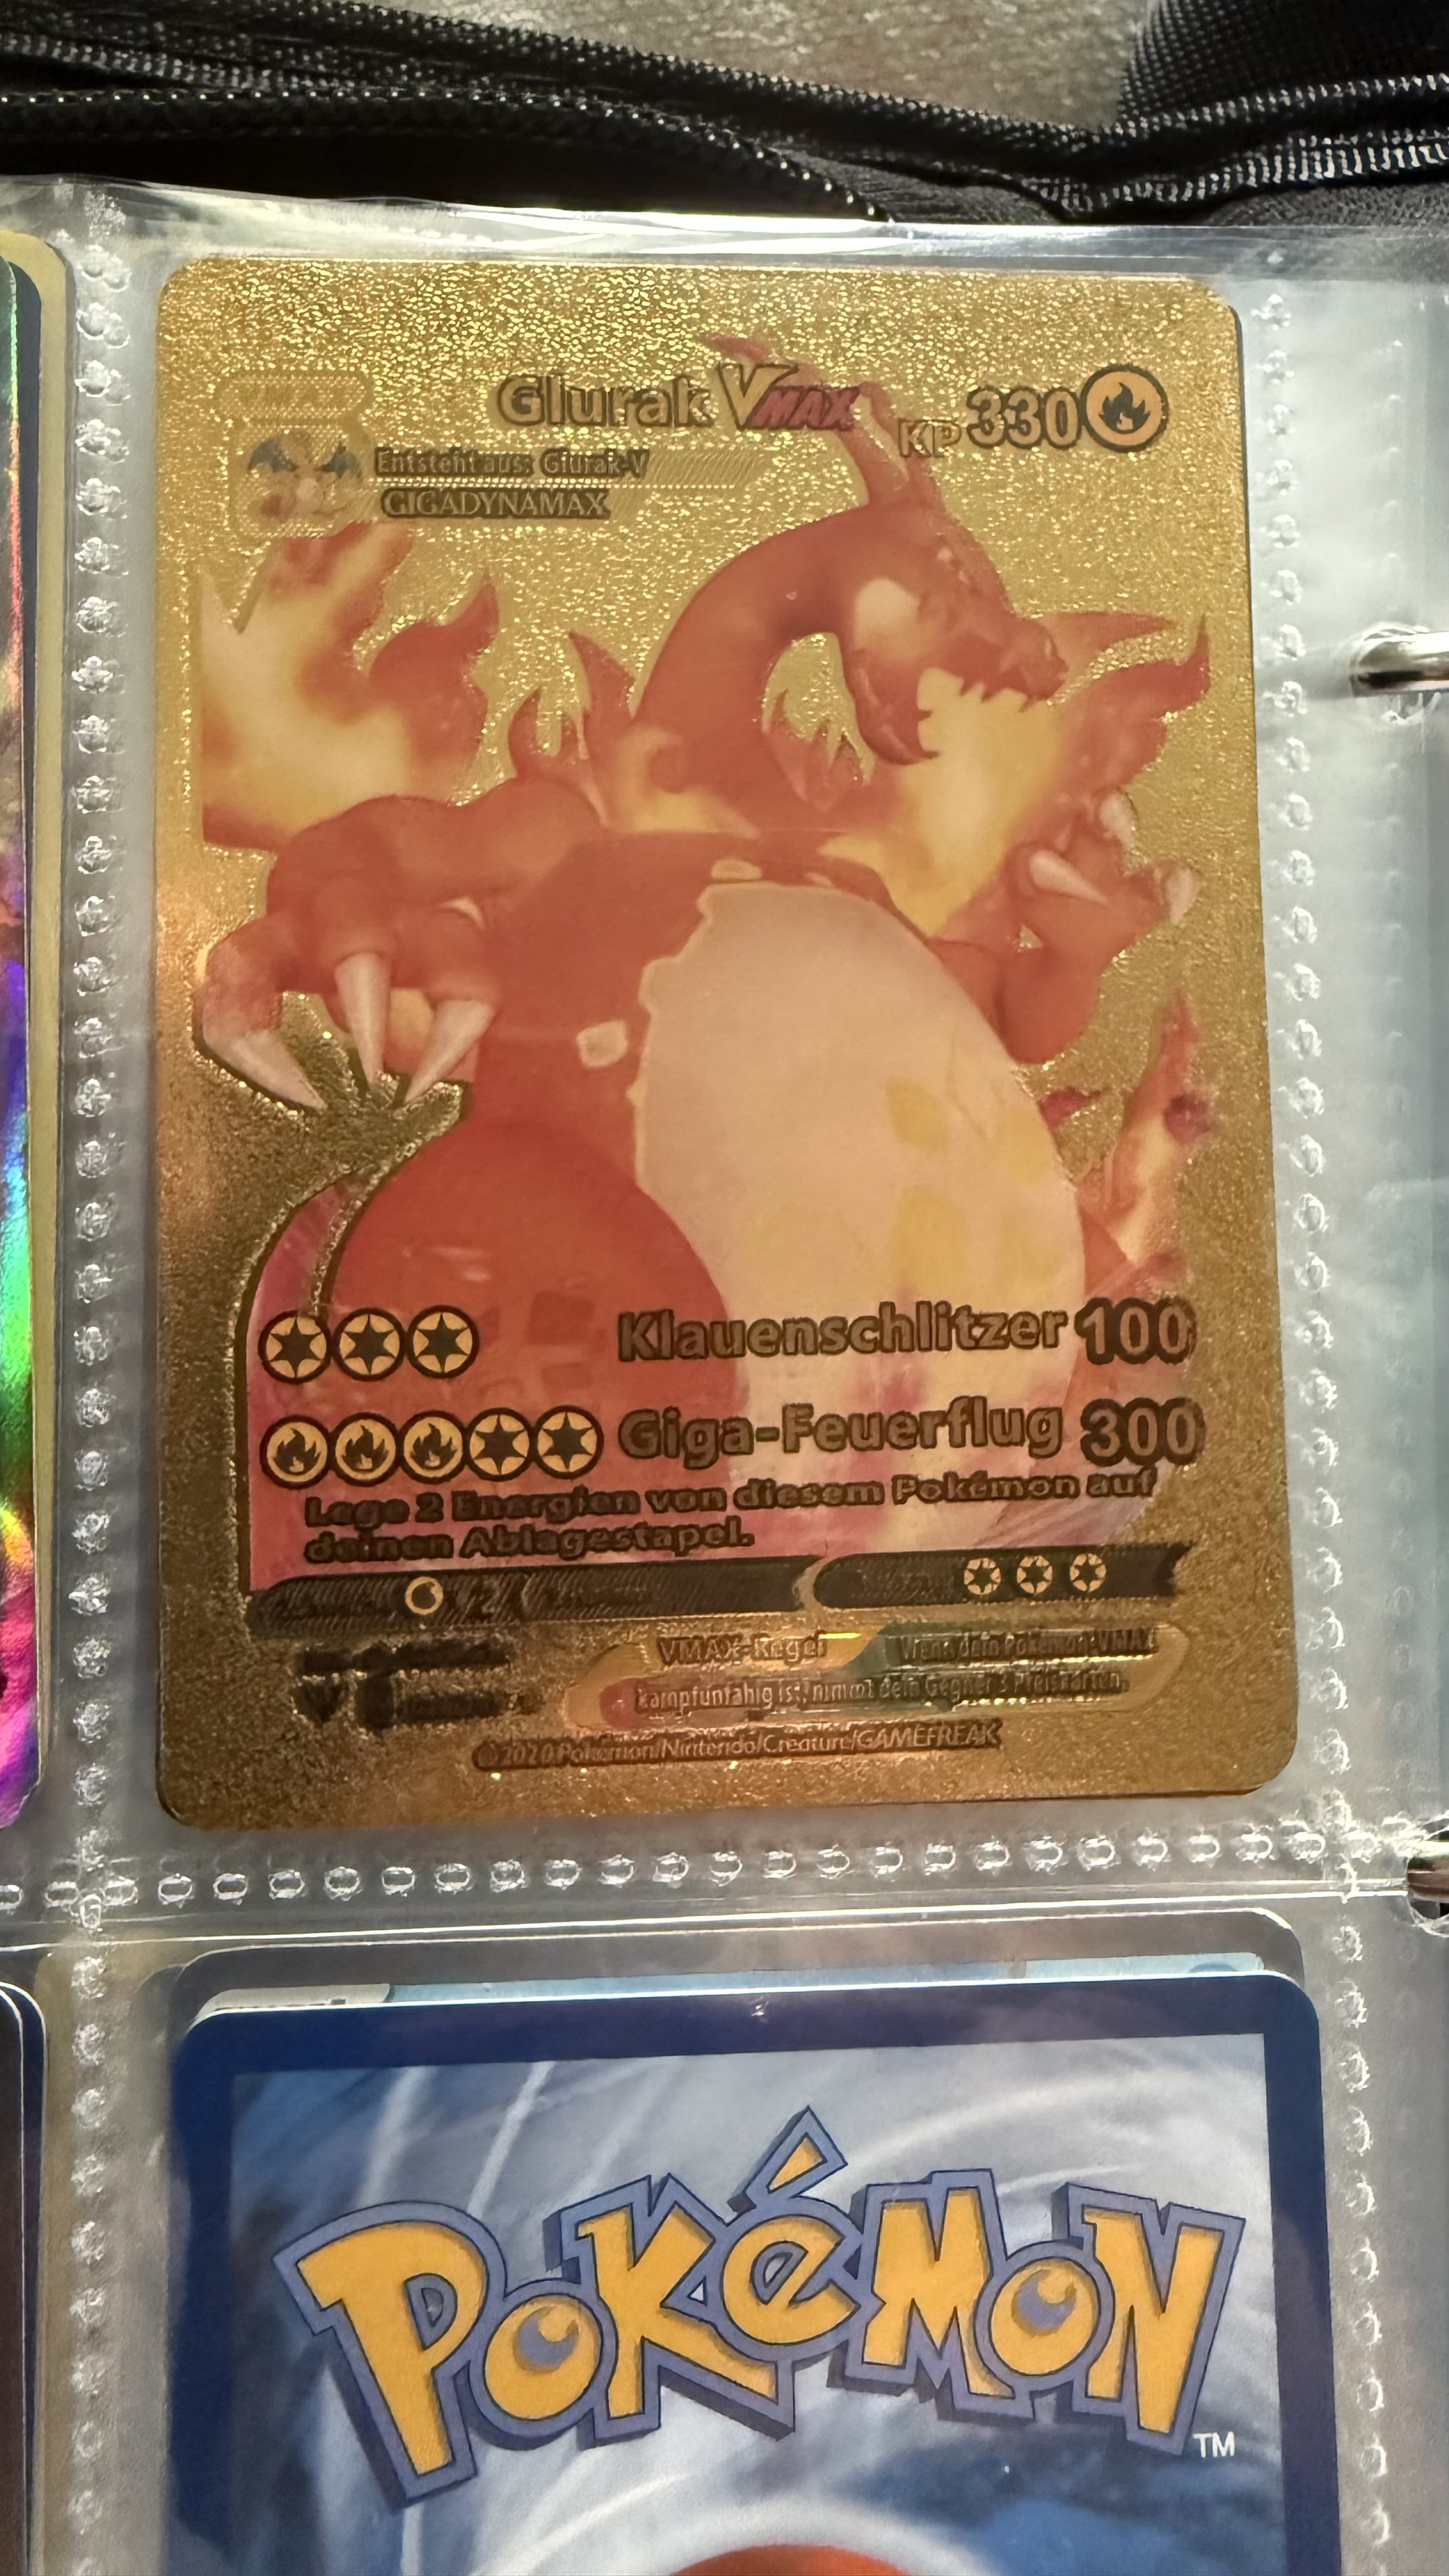 Glurak VMAX KP 330
Entsteht aus: Glurak-V
GIGADYNAMAX
Klauenschlitzer 100
Giga-Feuerflug 300
Lege 2 Energien von diesem Pokémon auf
deinen Ablagestapel.
VMAX-Regel Wenn dein Pokémon-VMAX
kampfunfähig ist, nimmt dein Gegner 3 Preiskarten.
©2020 Pokémon/Nintendo/Creature/GAMEFREAK
POKéMON
TM